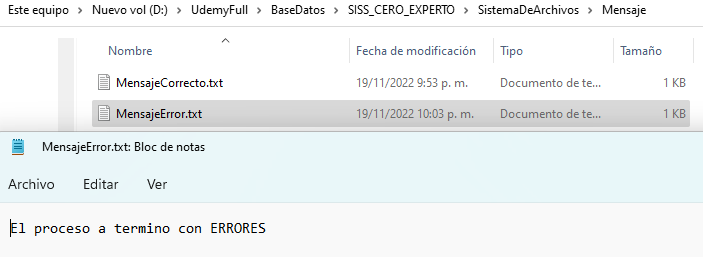 Este equipo > Nuevo vol (D:) > UdemyFull > BaseDatos > SISS_CERO_EXPERTO > SistemaDeArchivos > Mensaje
Nombre Fecha de modificación Tipo Tamaño
MensajeCorrecto.txt 19/11/2022 9:53 p. m. Documento de te... 1 KB
MensajeError.txt 19/11/2022 10:03 p. m. Documento de te... 1 KB
MensajeError.txt: Bloc de notas
Archivo Editar Ver
El proceso a termino con ERRORES